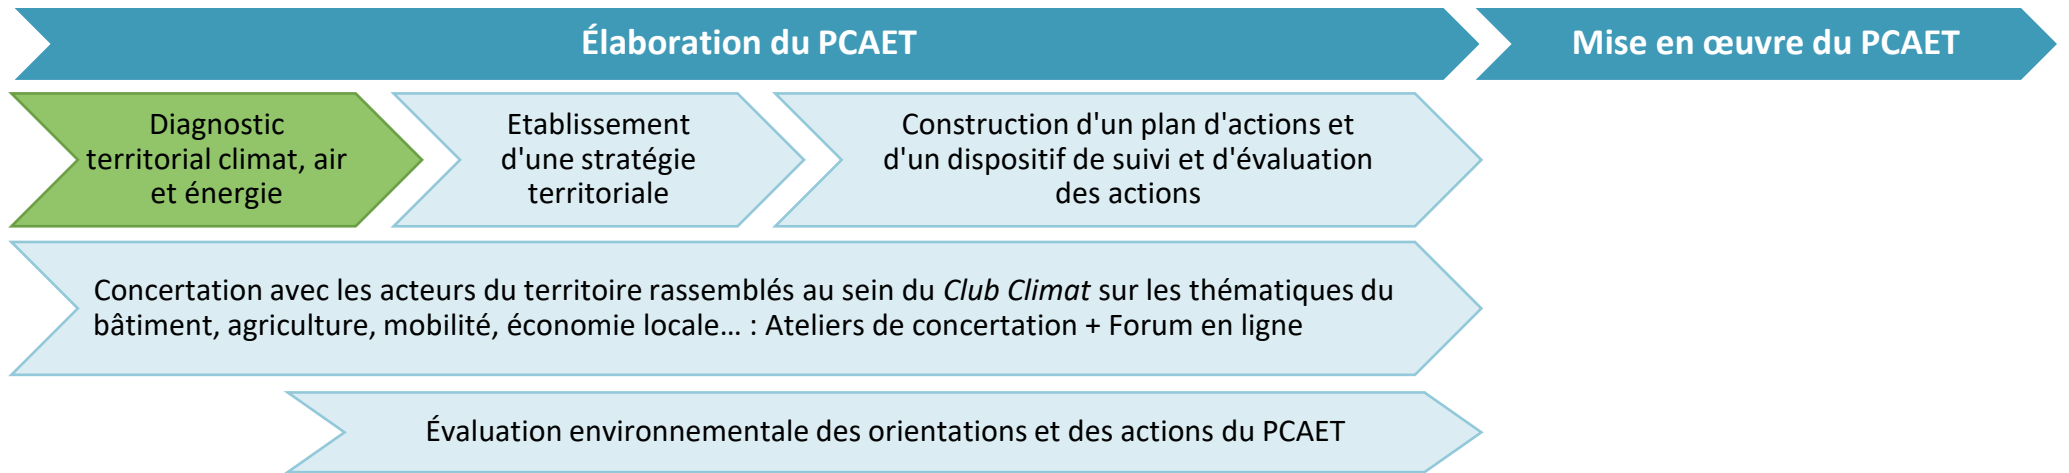 Élaboration du PCAET
Mise en œuvre du PCAET
Diagnostic
territorial climat, air
et énergie
Etablissement
d'une stratégie
territoriale
Construction d'un plan d'actions et
d'un dispositif de suivi et d'évaluation
des actions
Concertation avec les acteurs du territoire rassemblés au sein du Club Climat sur les thématiques du
bâtiment, agriculture, mobilité, économie locale… : Ateliers de concertation + Forum en ligne
Évaluation environnementale des orientations et des actions du PCAET